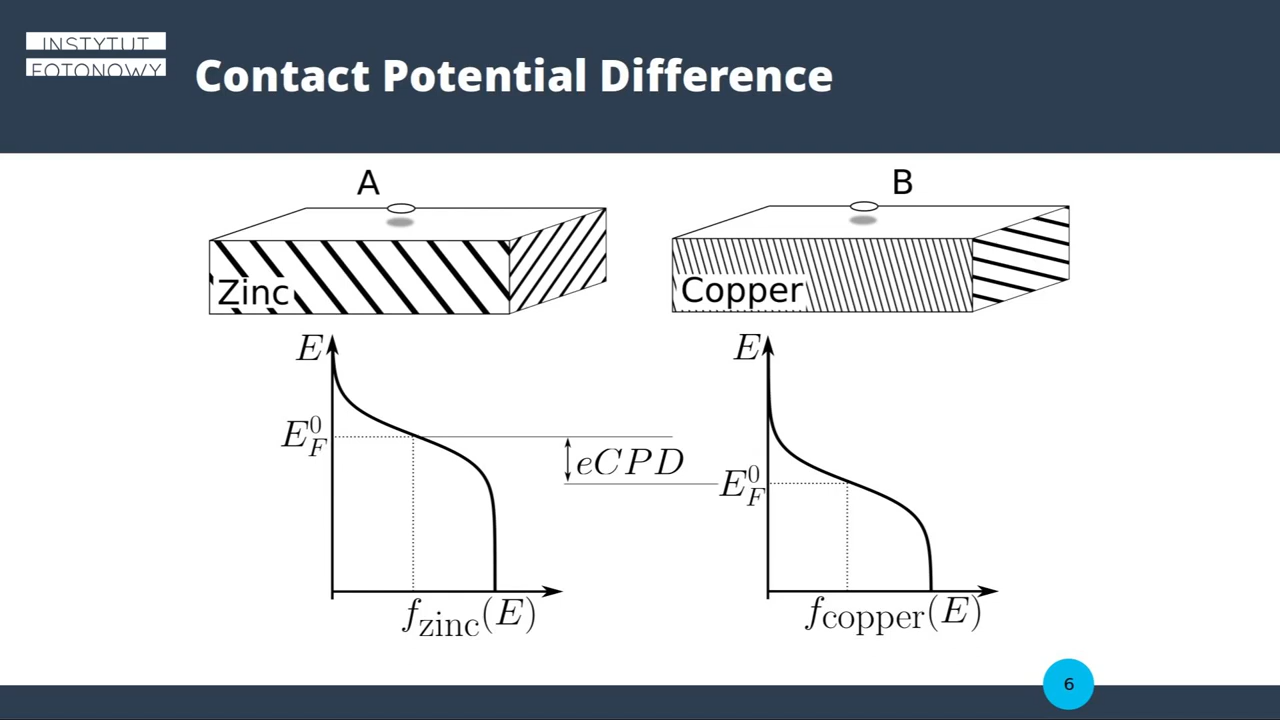 INSTYTUT
FOTONOWY
Contact Potential Difference
A
B
Zinc
Copper
E
E
E_F^0
eCPD
E_F^0
f_zinc(E)
f_copper(E)
6